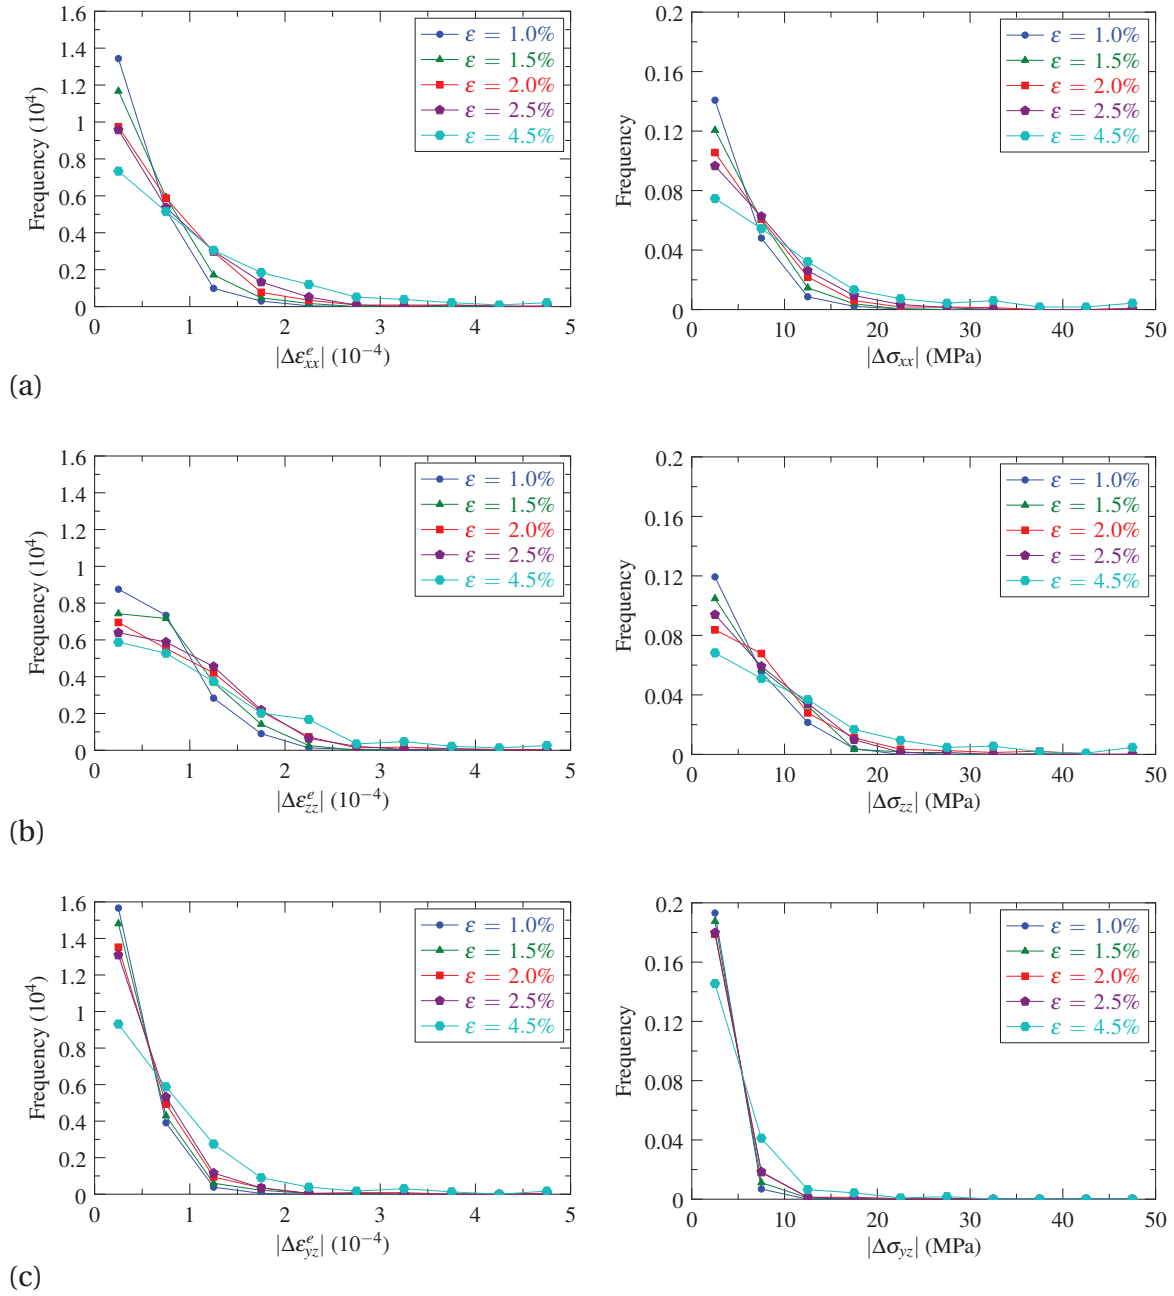 1.6
1.4
1.2
1
0.8
0.6
0.4
0.2
0
Frequency (10⁴)
ε = 1.0%
ε = 1.5%
ε = 2.0%
ε = 2.5%
ε = 4.5%
0 1 2 3 4 5
|Δεᵉₓₓ| (10⁻⁴)
0.2
0.16
0.12
0.08
0.04
0
Frequency
ε = 1.0%
ε = 1.5%
ε = 2.0%
ε = 2.5%
ε = 4.5%
0 10 20 30 40 50
|Δσₓₓ| (MPa)
(a)
1.6
1.4
1.2
1
0.8
0.6
0.4
0.2
0
Frequency (10⁴)
ε = 1.0%
ε = 1.5%
ε = 2.0%
ε = 2.5%
ε = 4.5%
0 1 2 3 4 5
|Δε^e_zz| (10⁻⁴)
0.2
0.16
0.12
0.08
0.04
0
Frequency
ε = 1.0%
ε = 1.5%
ε = 2.0%
ε = 2.5%
ε = 4.5%
0 10 20 30 40 50
|Δσ_zz| (MPa)
(b)
1.6
1.4
1.2
1
0.8
0.6
0.4
0.2
0
Frequency (10⁴)
ε = 1.0%
ε = 1.5%
ε = 2.0%
ε = 2.5%
ε = 4.5%
0 1 2 3 4 5
|Δε^e_yz| (10⁻⁴)
0.2
0.16
0.12
0.08
0.04
0
Frequency
ε = 1.0%
ε = 1.5%
ε = 2.0%
ε = 2.5%
ε = 4.5%
0 10 20 30 40 50
|Δσ_yz| (MPa)
(c)